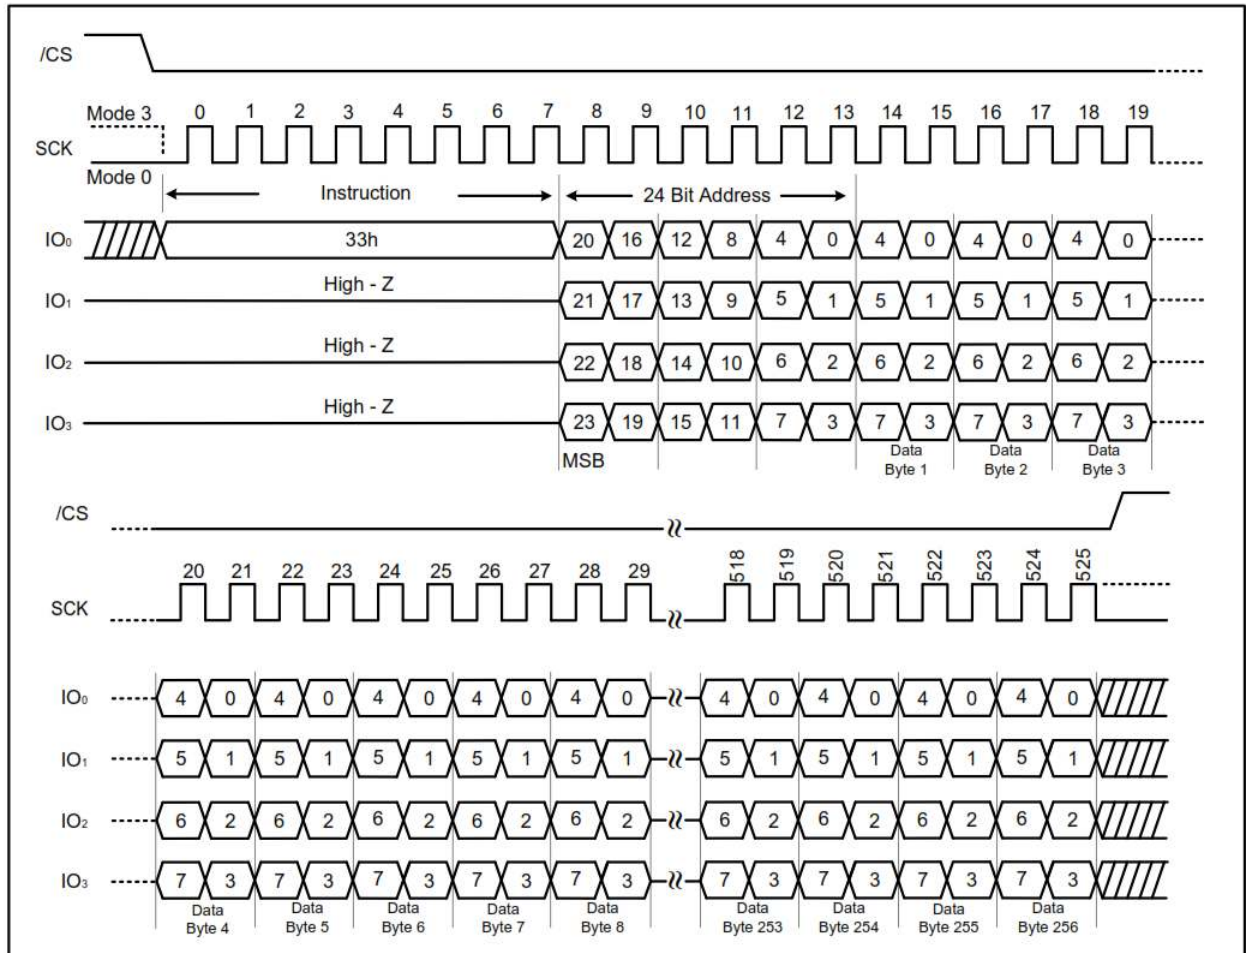 /CS
Mode 3 0 1 2 3 4 5 6 7 8 9 10 11 12 13 14 15 16 17 18 19
SCK
Mode 0
Instruction 24 Bit Address
IO0 33h 20 16 12 8 4 0 4 0 4 0 4 0
High - Z
IO1 21 17 13 9 5 1 5 1 5 1 5 1
High - Z
IO2 22 18 14 10 6 2 6 2 6 2 6 2
High - Z
IO3 23 19 15 11 7 3 7 3 7 3 7 3
MSB Data Byte 1 Data Byte 2 Data Byte 3
/CS
20 21 22 23 24 25 26 27 28 29 518 519 520 521 522 523 524 525
SCK
IO0 4 0 4 0 4 0 4 0 4 0 4 0 4 0 4 0 4 0
IO1 5 1 5 1 5 1 5 1 5 1 5 1 5 1 5 1 5 1
IO2 6 2 6 2 6 2 6 2 6 2 6 2 6 2 6 2 6 2
IO3 7 3 7 3 7 3 7 3 7 3 7 3 7 3 7 3 7 3
Data Byte 4 Data Byte 5 Data Byte 6 Data Byte 7 Data Byte 8 Data Byte 253 Data Byte 254 Data Byte 255 Data Byte 256